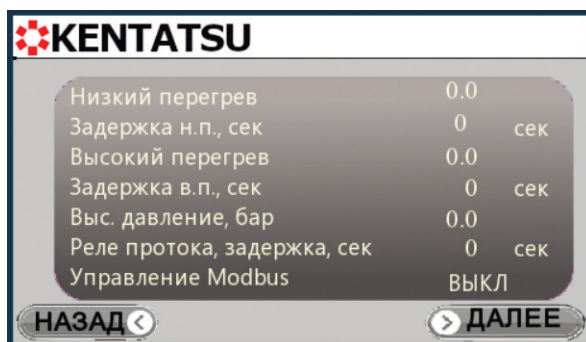 KENTATSU
Низкий перегрев 0.0
Задержка н.п., сек 0 сек
Высокий перегрев 0.0
Задержка в.п., сек 0 сек
Выс. давление, бар 0.0
Реле протока, задержка, сек 0 сек
Управление Modbus ВЫКЛ
НАЗАД ДАЛЕЕ